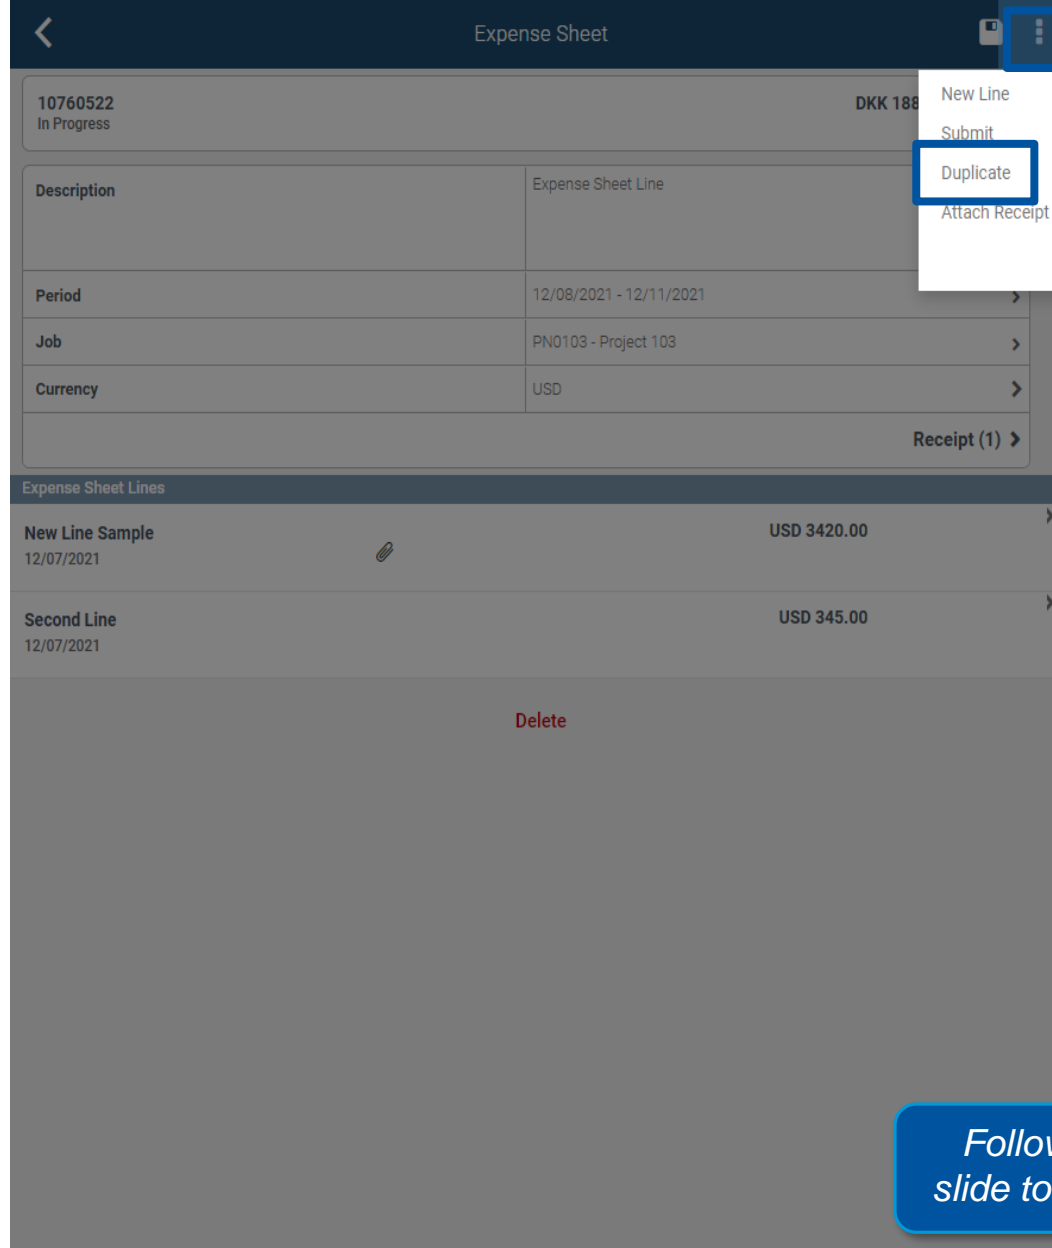 Expense Sheet
10760522
DKK 188
In Progress
New Line
Submit
Duplicate
Attach Receipt
Description
Expense Sheet Line
Period
12/08/2021 - 12/11/2021
Job
PN0103 - Project 103
Currency
USD
Receipt (1)
Expense Sheet Lines
New Line Sample
USD 3420.00
12/07/2021
Second Line
USD 345.00
12/07/2021
Delete
Follow
slide to